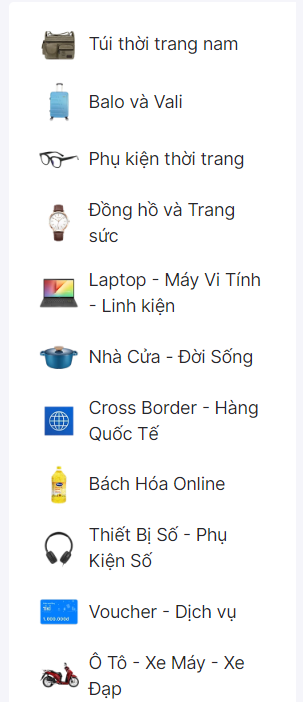 Túi thời trang nam
Balo và Vali
Phụ kiện thời trang
Đồng hồ và Trang
sức
Laptop - Máy Vi Tính
- Linh kiện
Nhà Cửa - Đời Sống
Cross Border - Hàng
Quốc Tế
Bách Hóa Online
Thiết Bị Số - Phụ
Kiện Số
Voucher - Dịch vụ
Ô Tô - Xe Máy - Xe
Đạp